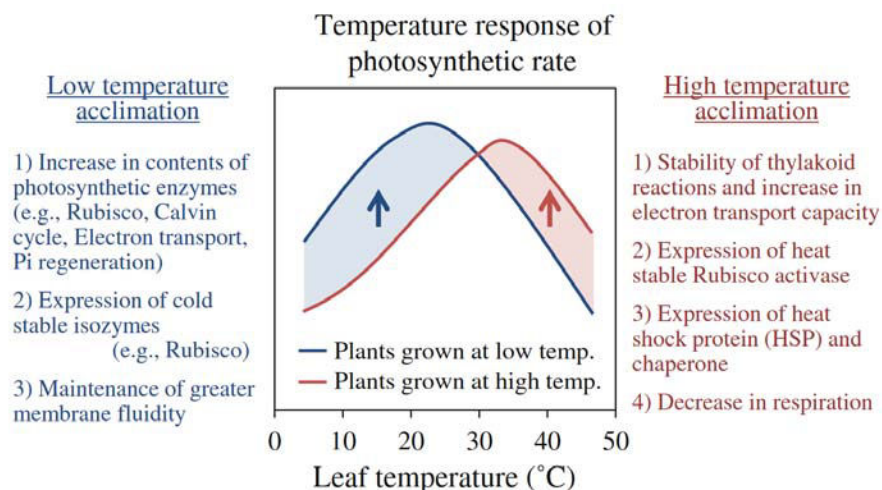 Temperature response of
photosynthetic rate
Low temperature
acclimation
1) Increase in contents of
photosynthetic enzymes
(e.g., Rubisco, Calvin
cycle, Electron transport,
Pi regeneration)
2) Expression of cold
stable isozymes
(e.g., Rubisco)
3) Maintenance of greater
membrane fluidity
Plants grown at low temp.
Plants grown at high temp.
0 10 20 30 40 50
Leaf temperature (˚C)
High temperature
acclimation
1) Stability of thylakoid
reactions and increase in
electron transport capacity
2) Expression of heat
stable Rubisco activase
3) Expression of heat
shock protein (HSP) and
chaperone
4) Decrease in respiration